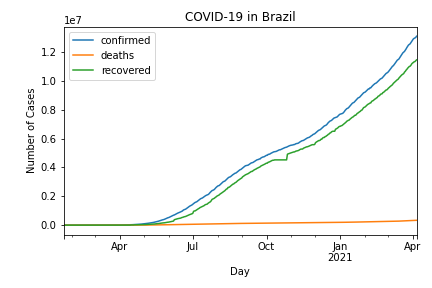 COVID-19 in Brazil
1e7
confirmed
deaths
recovered
1.2
1.0
0.8
0.6
0.4
0.2
0.0
Number of Cases
Apr
Jul
Oct
Jan
2021
Apr
Day